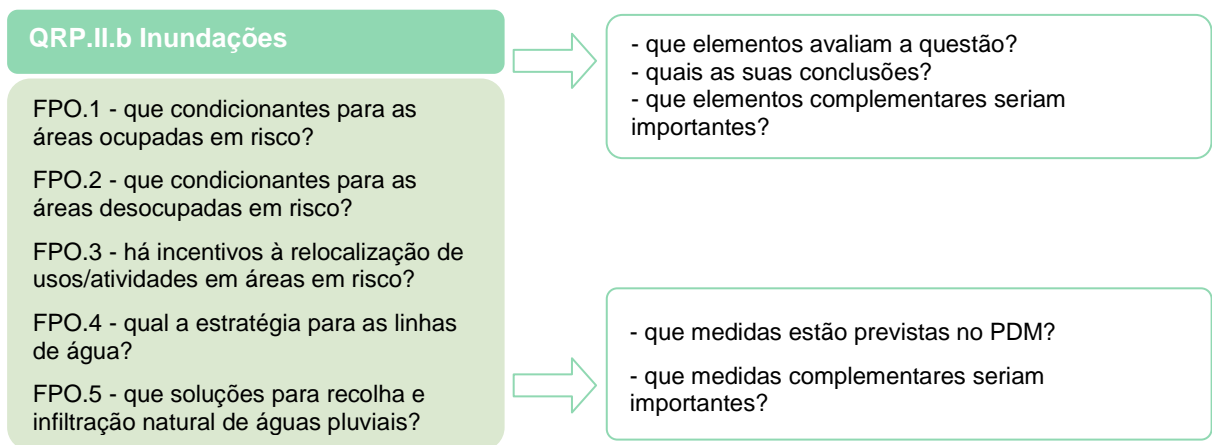 QRP.II.b Inundações
- que elementos avaliam a questão?
- quais as suas conclusões?
- que elementos complementares seriam
importantes?
FPO.1 - que condicionantes para as
áreas ocupadas em risco?
FPO.2 - que condicionantes para as
áreas desocupadas em risco?
FPO.3 - há incentivos à relocalização de
usos/atividades em áreas em risco?
FPO.4 - qual a estratégia para as linhas
de água?
FPO.5 - que soluções para recolha e
infiltração natural de águas pluviais?
- que medidas estão previstas no PDM?
- que medidas complementares seriam
importantes?